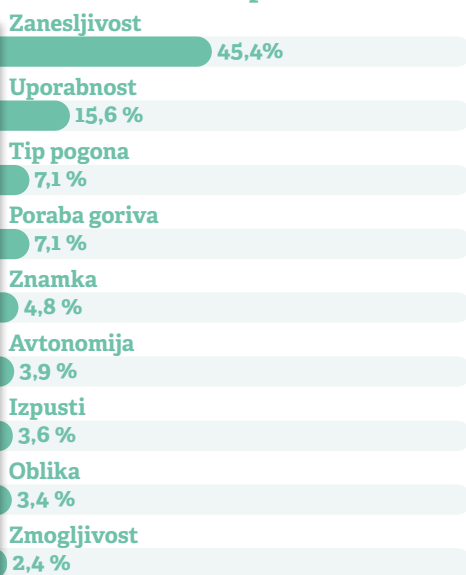 Zanesljivost
45,4%
Uporabnost
15,6 %
Tip pogona
7,1 %
Poraba goriva
7,1 %
Znamka
4,8 %
Avtonomija
3,9 %
Izpusti
3,6 %
Oblika
3,4 %
Zmogljivost
2,4 %